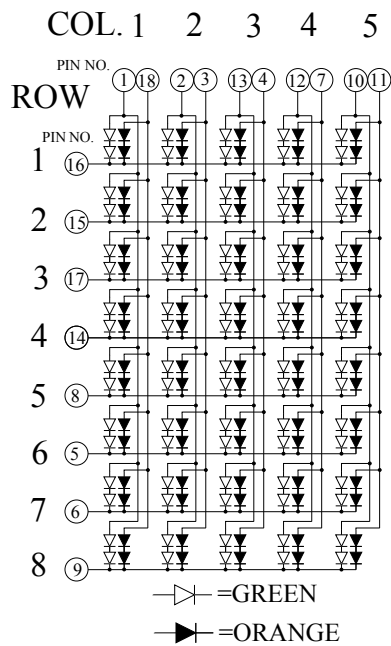 COL. 1 2 3 4 5
PIN NO.
1 18 2 3 13 4 12 7 10 11
ROW
PIN NO.
1 16
2 15
3 17
4 14
5 8
6 5
7 6
8 9
=GREEN
=ORANGE